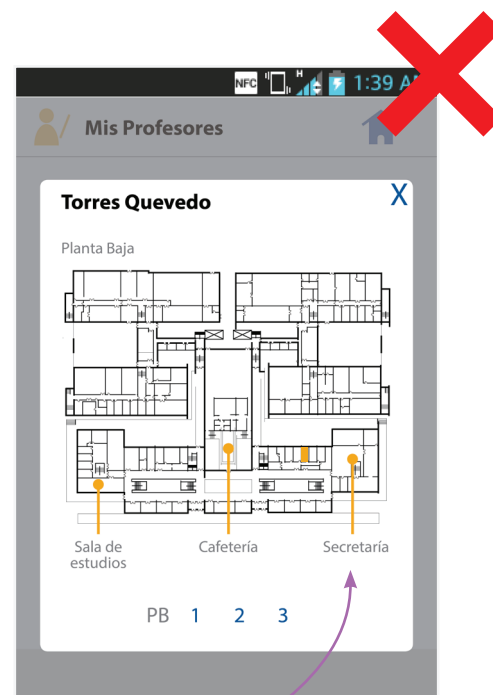 NFC H 1:39 A
Mis Profesores
Torres Quevedo X
Planta Baja
Sala de
estudios
Cafetería
Secretaría
PB 1 2 3